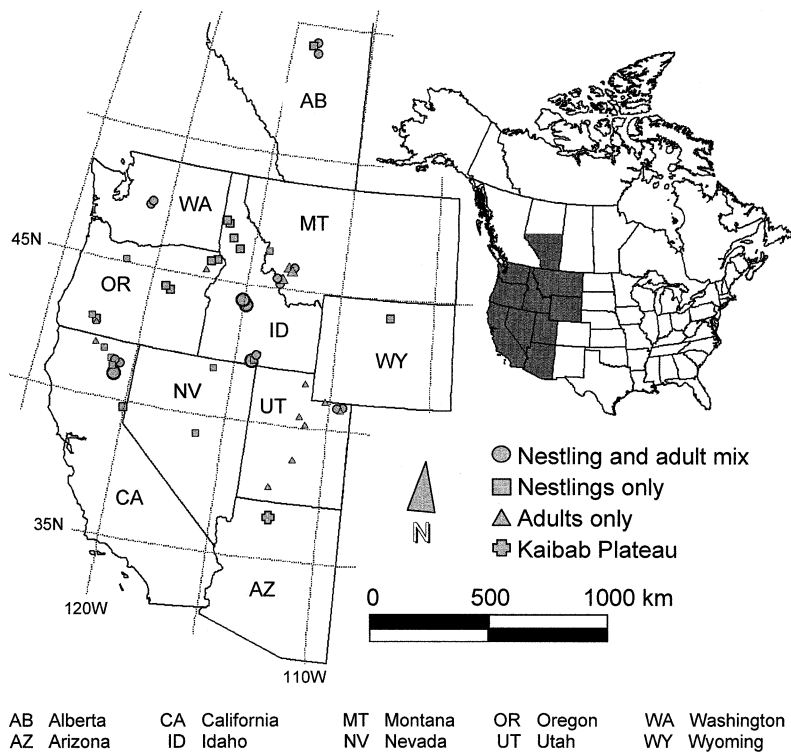 AB
WA
MT
45N
OR
ID
WY
NV
UT
CA
35N
AZ
120W
110W
N
Nestling and adult mix
Nestlings only
Adults only
Kaibab Plateau
0 500 1000 km
AB Alberta CA California MT Montana OR Oregon WA Washington
AZ Arizona ID Idaho NV Nevada UT Utah WY Wyoming